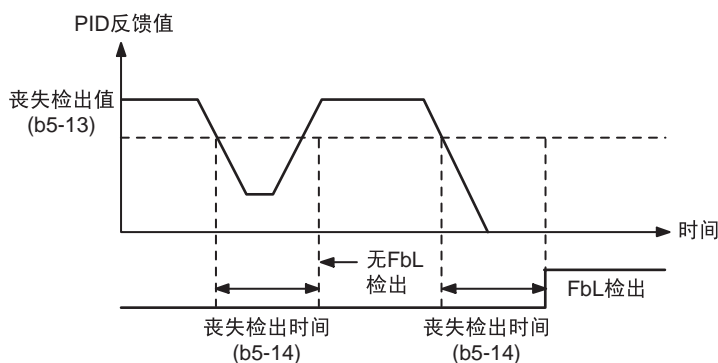 PID反馈值
丧失检出值
(b5-13)
时间
无FbL
检出
FbL检出
丧失检出时间
(b5-14)
丧失检出时间
(b5-14)